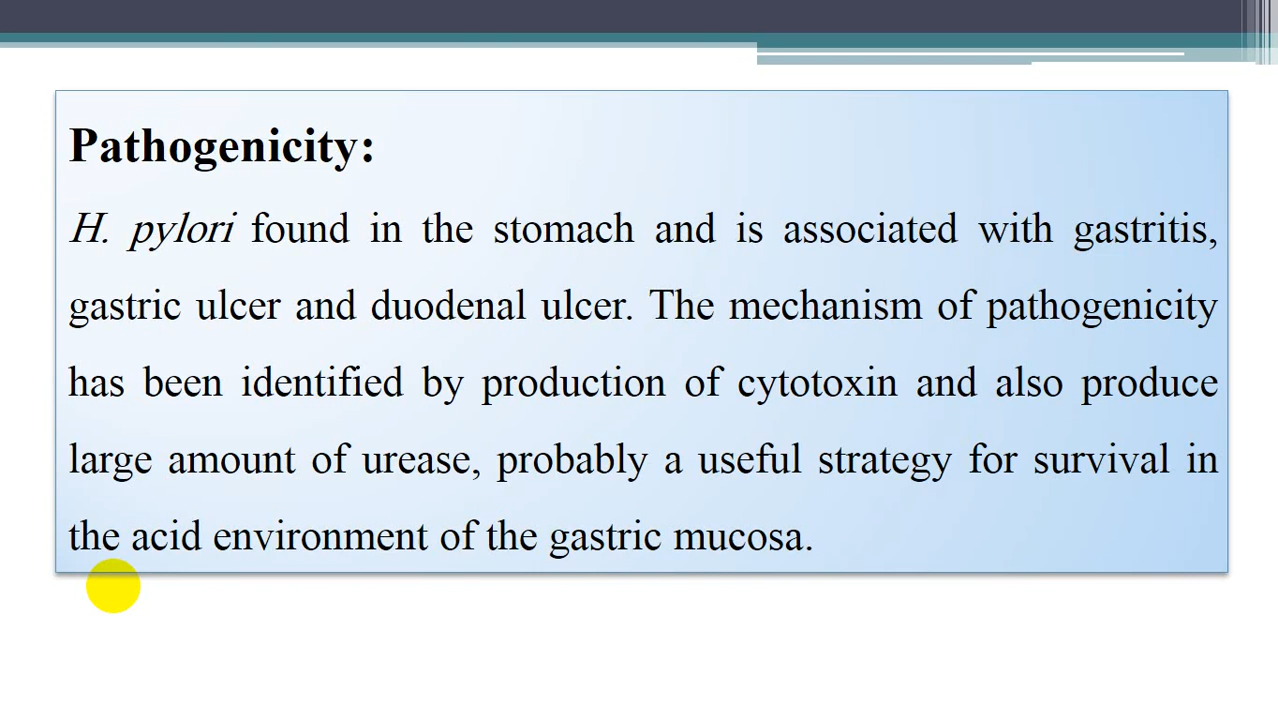 Pathogenicity:
H. pylori found in the stomach and is associated with gastritis,
gastric ulcer and duodenal ulcer. The mechanism of pathogenicity
has been identified by production of cytotoxin and also produce
large amount of urease, probably a useful strategy for survival in
the acid environment of the gastric mucosa.